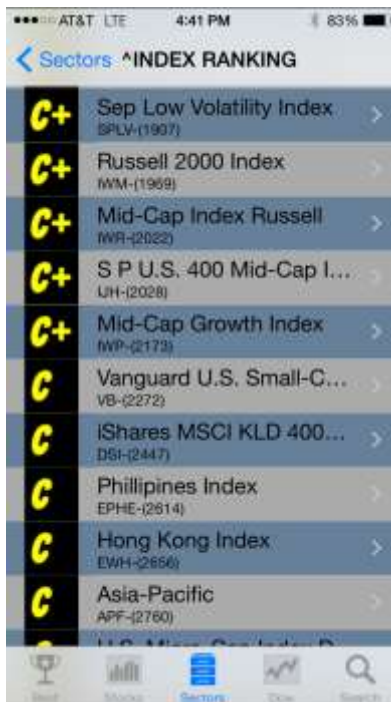 AT&T LTE 4:41 PM 83%
Sectors ^INDEX RANKING
C+ Sep Low Volatility Index
SPLV-(1907)
C+ Russell 2000 Index
IWM-(1969)
C+ Mid-Cap Index Russell
IWR-(2022)
C+ S P U.S. 400 Mid-Cap I...
IJH-(2028)
C+ Mid-Cap Growth Index
IWP-(2173)
C Vanguard U.S. Small-C...
VB-(2272)
C iShares MSCI KLD 400...
DSI-(2447)
C Phillipines Index
EPHE-(2614)
C Hong Kong Index
EWH-(2656)
C Asia-Pacific
APF-(2760)
Sectors
Search